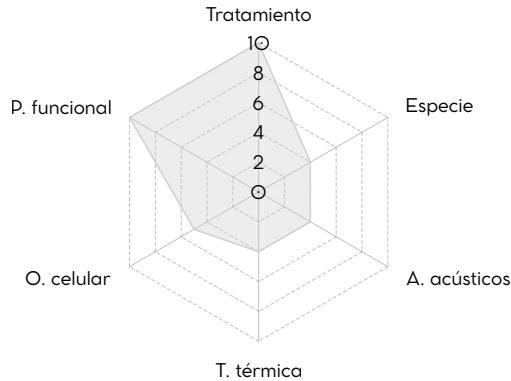 Tratamiento
10
8
P. funcional
Especie
6
4
2
0
O. celular
A. acústicos
T. térmica